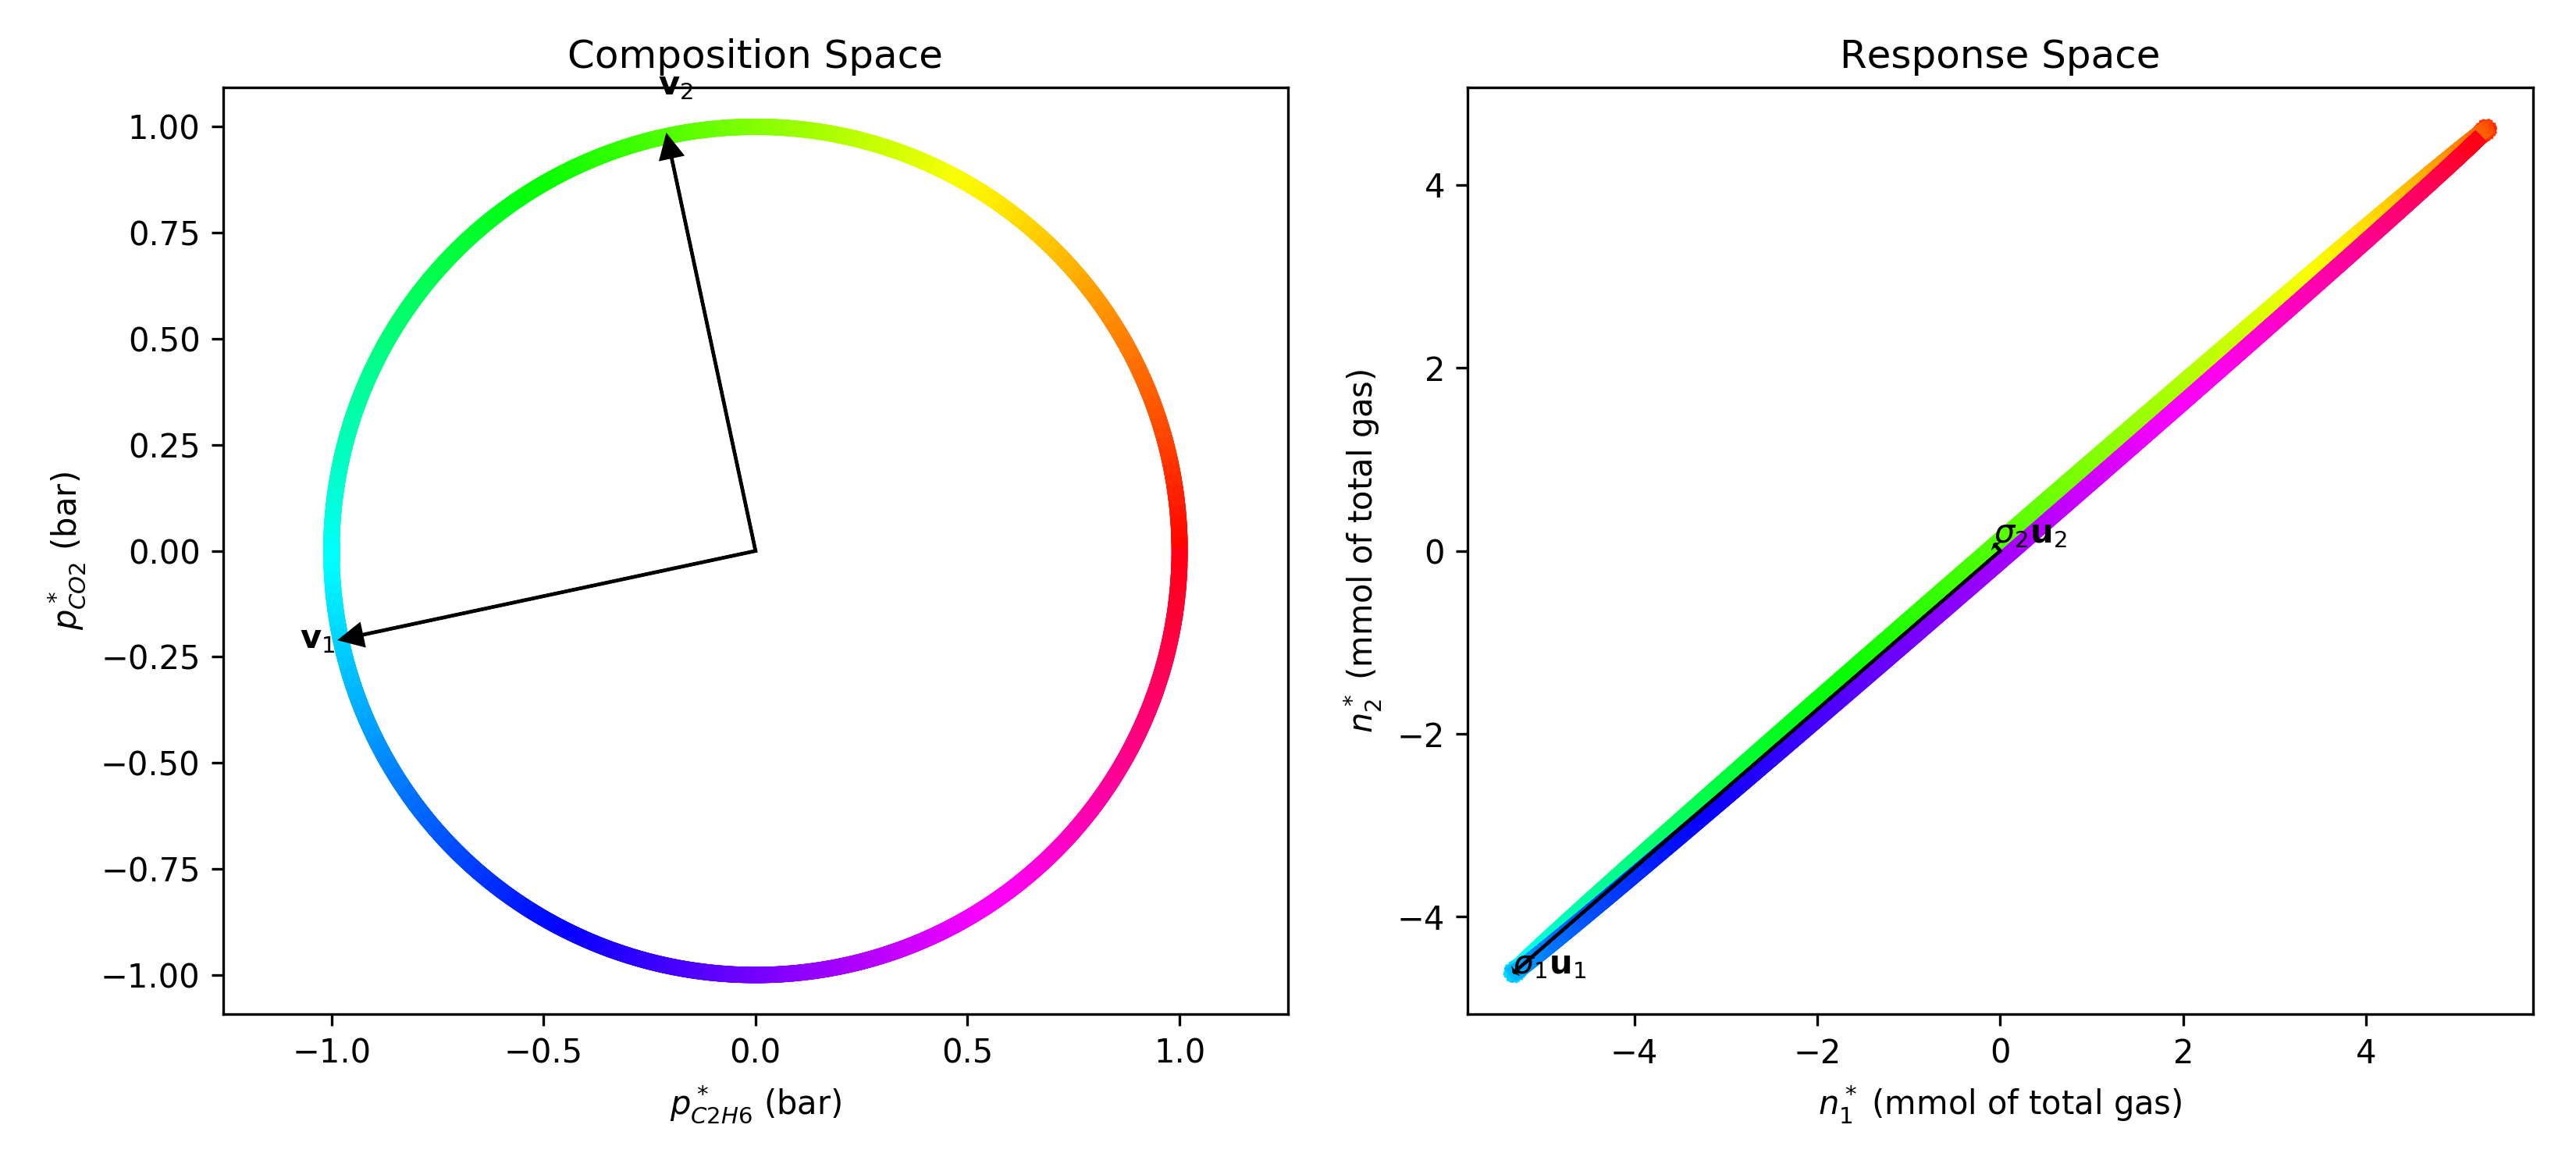 Composition Space
v₂
1.00
0.75
0.50
0.25
0.00
−0.25
−0.50
−0.75
−1.00
p*_{CO2} (bar)
v₁
−1.0
−0.5
0.0
0.5
1.0
p*_{C2H6} (bar)
Response Space
4
2
0
−2
−4
n₂* (mmol of total gas)
σ₂u₂
σ₁u₁
−4
−2
0
2
4
n₁* (mmol of total gas)